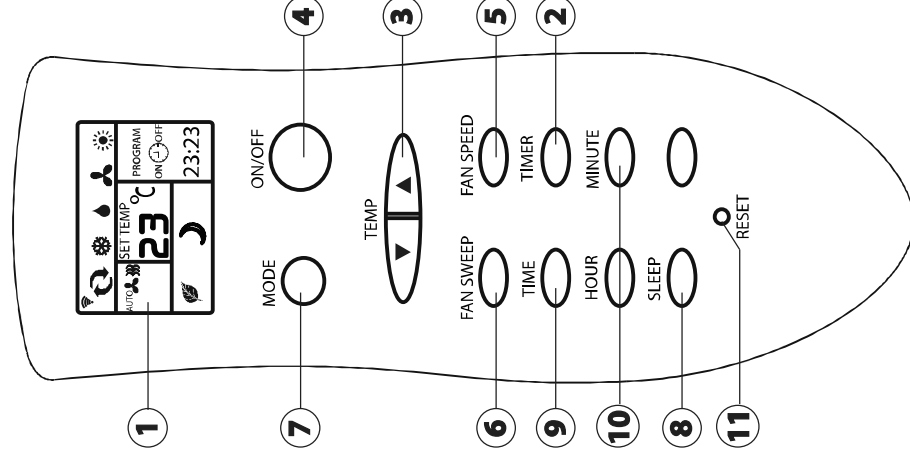 4
3
5
2
AUTO
SET TEMP
23°C
PROGRAM
ON OFF
23:23
ON/OFF
MODE
TEMP
▼ ▲
FAN SPEED
FAN SWEEP
TIMER
TIME
MINUTE
HOUR
SLEEP
RESET
1
7
6
9
10
8
11